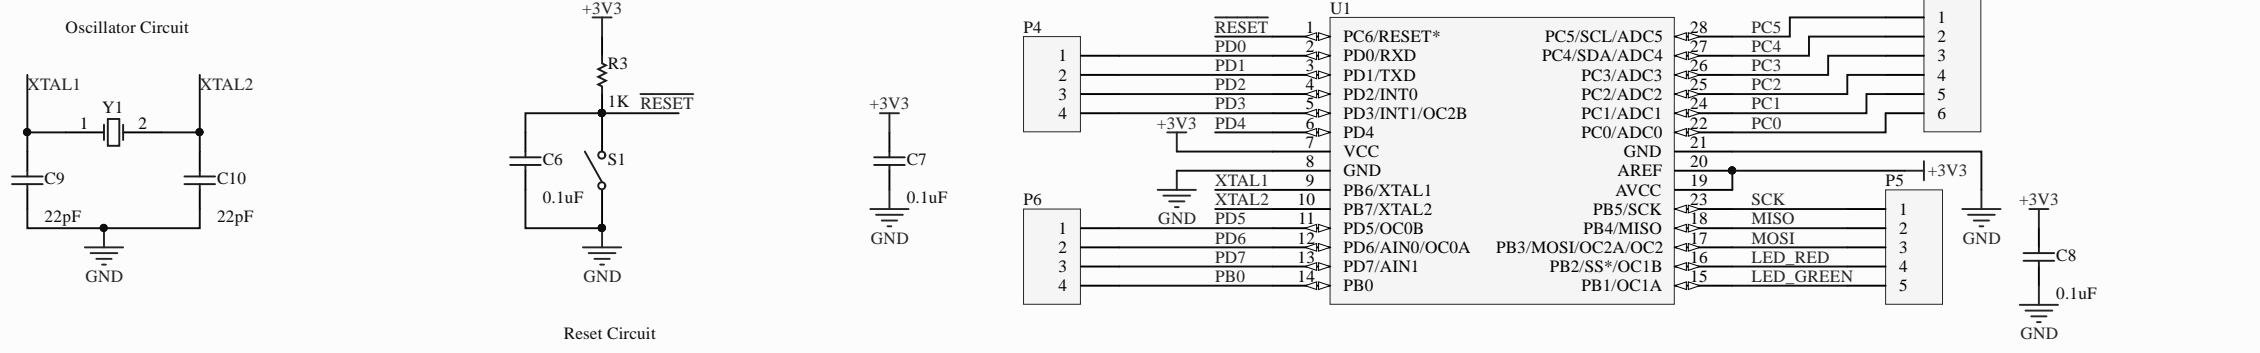 Oscillator Circuit
XTAL1
XTAL2
Y1
1
2
C9
C10
22pF
22pF
GND
+3V3
R3
1K
RESET
C6
S1
0.1uF
GND
Reset Circuit
+3V3
C7
0.1uF
GND
P4
1
2
3
4
P6
1
2
3
4
U1
RESET 1 PC6/RESET*
PD0 2 PD0/RXD
PD1 3 PD1/TXD
PD2 4 PD2/INT0
PD3 5 PD3/INT1/OC2B
+3V3 PD4 6 PD4
7 VCC
8 GND
XTAL1 9 PB6/XTAL1
XTAL2 10 PB7/XTAL2
GND
PD5 11 PD5/OC0B
PD6 12 PD6/AIN0/OC0A
PD7 13 PD7/AIN1
PB0 14 PB0
PC5/SCL/ADC5 28 PC5
PC4/SDA/ADC4 27 PC4
PC3/ADC3 26 PC3
PC2/ADC2 25 PC2
PC1/ADC1 24 PC1
PC0/ADC0 22 PC0
GND 21
AREF 20 +3V3
AVCC 19
PB5/SCK 23 SCK
PB4/MISO 18 MISO
PB3/MOSI/OC2A/OC2 17 MOSI
PB2/SS*/OC1B 16 LED_RED
PB1/OC1A 15 LED_GREEN
1
2
3
4
5
6
P5
1
2
3
4
5
GND
+3V3
C8
0.1uF
GND